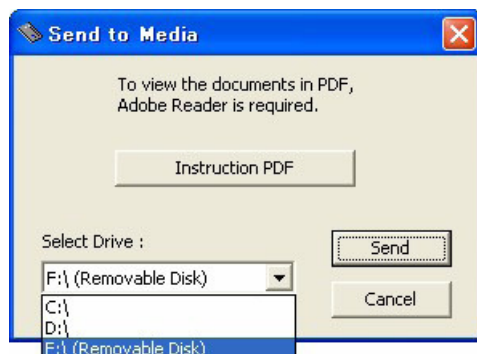 Send to Media
To view the documents in PDF,
Adobe Reader is required.
Instruction PDF
Select Drive :
Send
F:\ (Removable Disk)
Cancel
C:\
D:\
F:\ (Removable Disk)